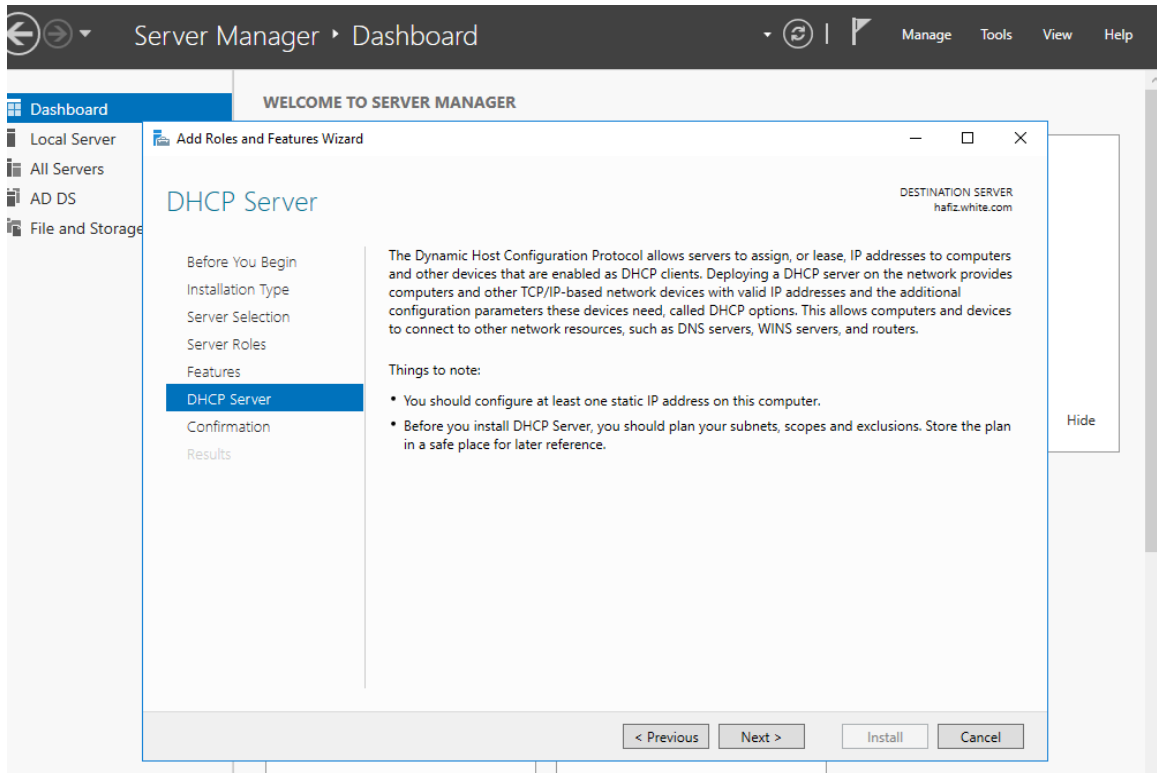 Server Manager ‣ Dashboard
Manage Tools View Help
Dashboard
Local Server
All Servers
AD DS
File and Storage
WELCOME TO SERVER MANAGER
Add Roles and Features Wizard
DHCP Server
DESTINATION SERVER
hafiz.white.com
Before You Begin
Installation Type
Server Selection
Server Roles
Features
DHCP Server
Confirmation
Results
The Dynamic Host Configuration Protocol allows servers to assign, or lease, IP addresses to computers
and other devices that are enabled as DHCP clients. Deploying a DHCP server on the network provides
computers and other TCP/IP-based network devices with valid IP addresses and the additional
configuration parameters these devices need, called DHCP options. This allows computers and devices
to connect to other network resources, such as DNS servers, WINS servers, and routers.
Things to note:
• You should configure at least one static IP address on this computer.
• Before you install DHCP Server, you should plan your subnets, scopes and exclusions. Store the plan
in a safe place for later reference.
Hide
< Previous Next > Install Cancel